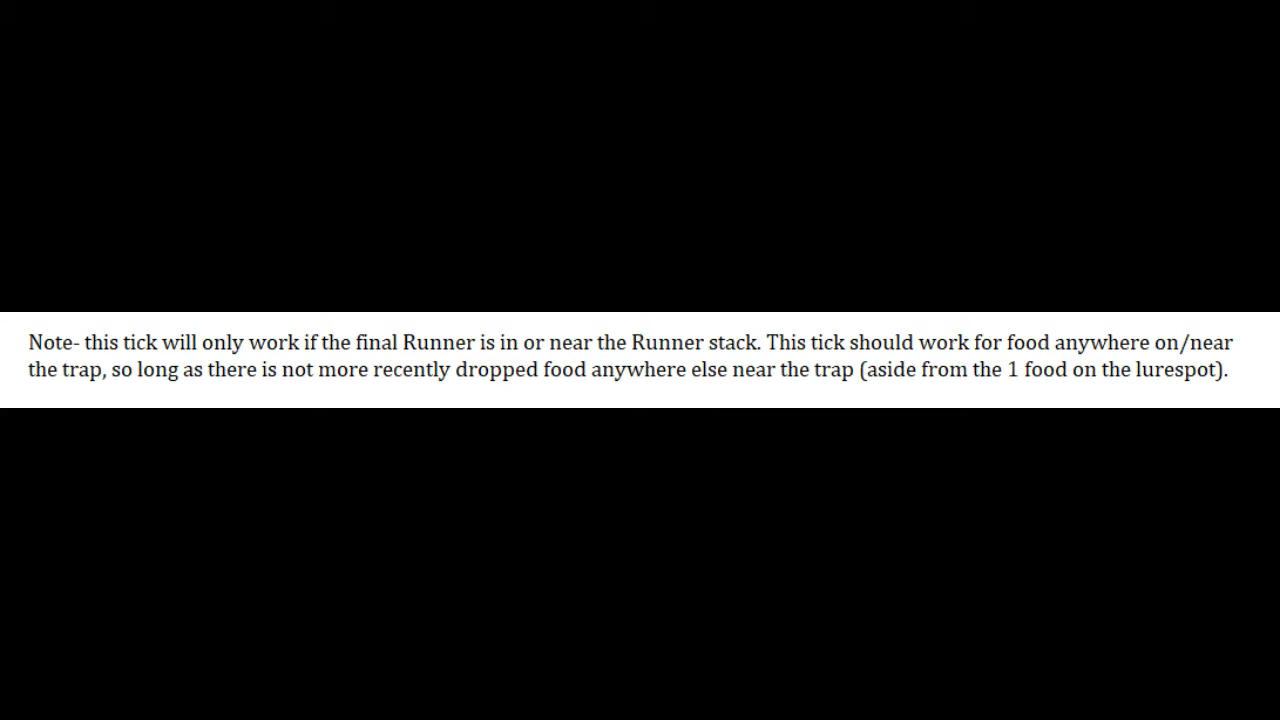 Note- this tick will only work if the final Runner is in or near the Runner stack. This tick should work for food anywhere on/near
the trap, so long as there is not more recently dropped food anywhere else near the trap (aside from the 1 food on the lurespot).